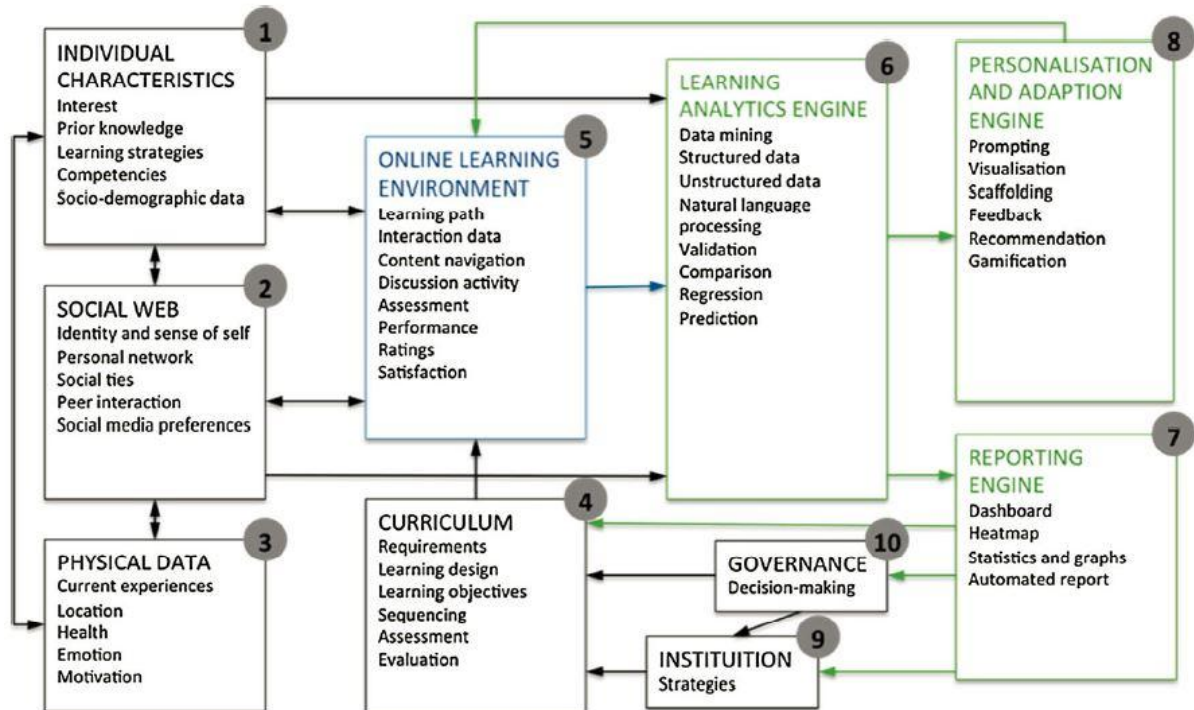 1
INDIVIDUAL
CHARACTERISTICS
Interest
Prior knowledge
Learning strategies
Competencies
Socio-demographic data
2
SOCIAL WEB
Identity and sense of self
Personal network
Social ties
Peer interaction
Social media preferences
3
PHYSICAL DATA
Current experiences
Location
Health
Emotion
Motivation
5
ONLINE LEARNING
ENVIRONMENT
Learning path
Interaction data
Content navigation
Discussion activity
Assessment
Performance
Ratings
Satisfaction
4
CURRICULUM
Requirements
Learning design
Learning objectives
Sequencing
Assessment
Evaluation
6
LEARNING
ANALYTICS ENGINE
Data mining
Structured data
Unstructured data
Natural language
processing
Validation
Comparison
Regression
Prediction
8
PERSONALISATION
AND ADAPTION
ENGINE
Prompting
Visualisation
Scaffolding
Feedback
Recommendation
Gamification
7
REPORTING
ENGINE
Dashboard
Heatmap
Statistics and graphs
Automated report
10
GOVERNANCE
Decision-making
9
INSTITUITION
Strategies